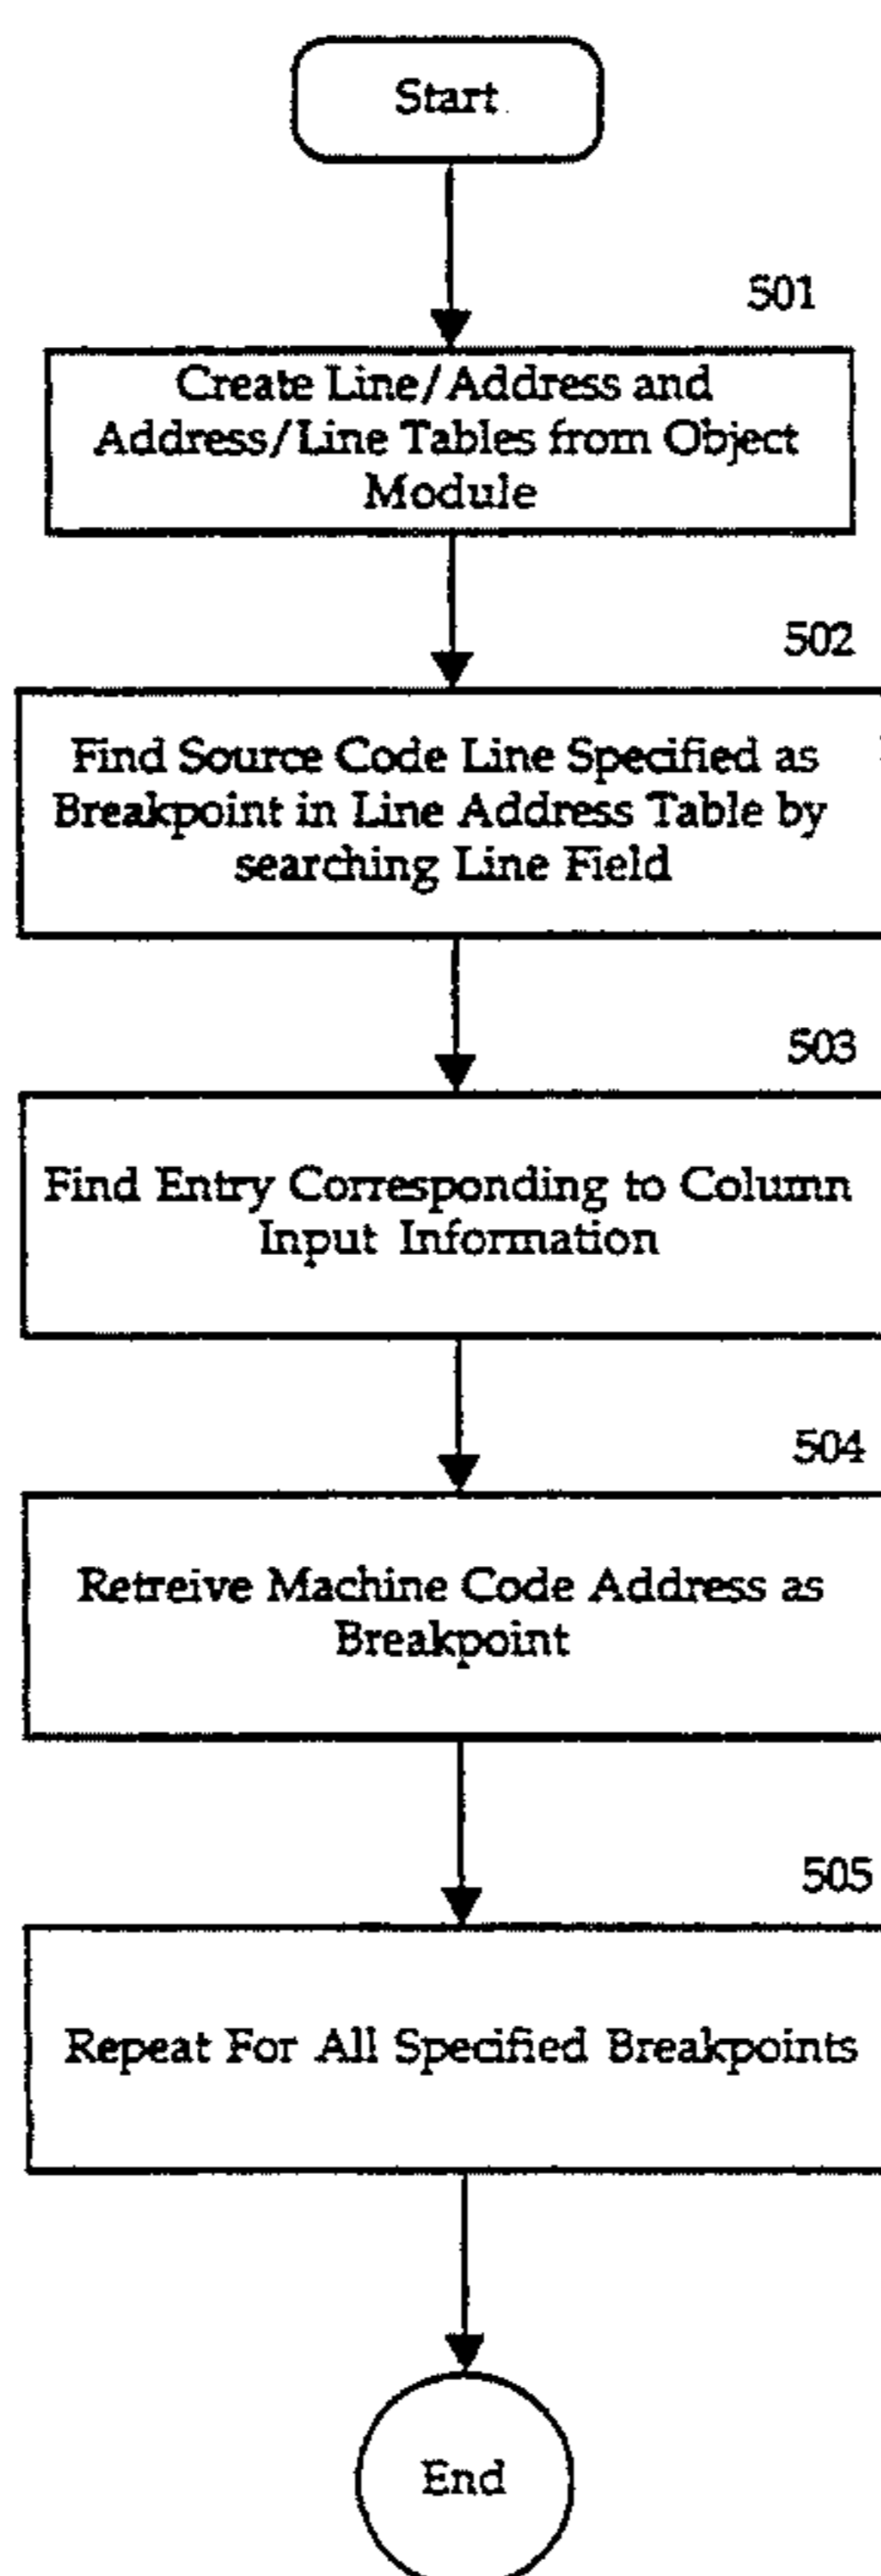 Start
501
Create Line/Address and
Address/Line Tables from Object
Module
502
Find Source Code Line Specified as
Breakpoint in Line Address Table by
searching Line Field
503
Find Entry Corresponding to Column
Input Information
504
Retreive Machine Code Address as
Breakpoint
505
Repeat For All Specified Breakpoints
End